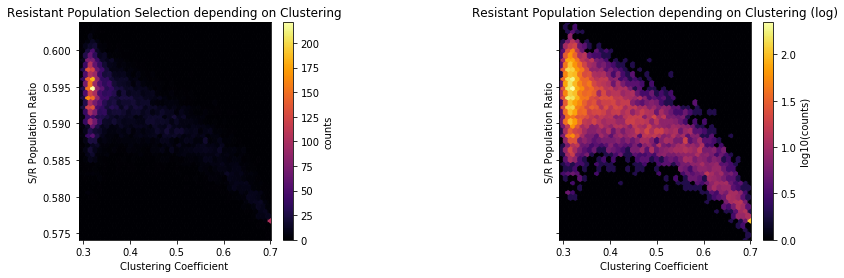 Resistant Population Selection depending on Clustering
0.600
0.595
0.590
0.585
0.580
0.575
S/R Population Ratio
0.3 0.4 0.5 0.6 0.7
Clustering Coefficient
200
175
150
125
100
75
50
25
0
counts
Resistant Population Selection depending on Clustering (log)
S/R Population Ratio
0.3 0.4 0.5 0.6 0.7
Clustering Coefficient
2.0
1.5
1.0
0.5
0.0
log10(counts)